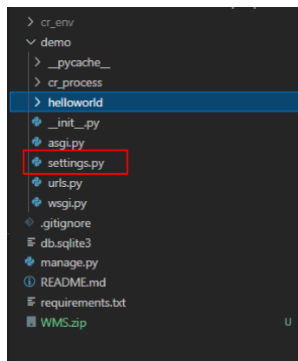 cr_env
demo
__pycache__
cr_process
helloworld
__init__.py
asgi.py
settings.py
urls.py
wsgi.py
.gitignore
db.sqlite3
manage.py
README.md
requirements.txt
WMS.zip U